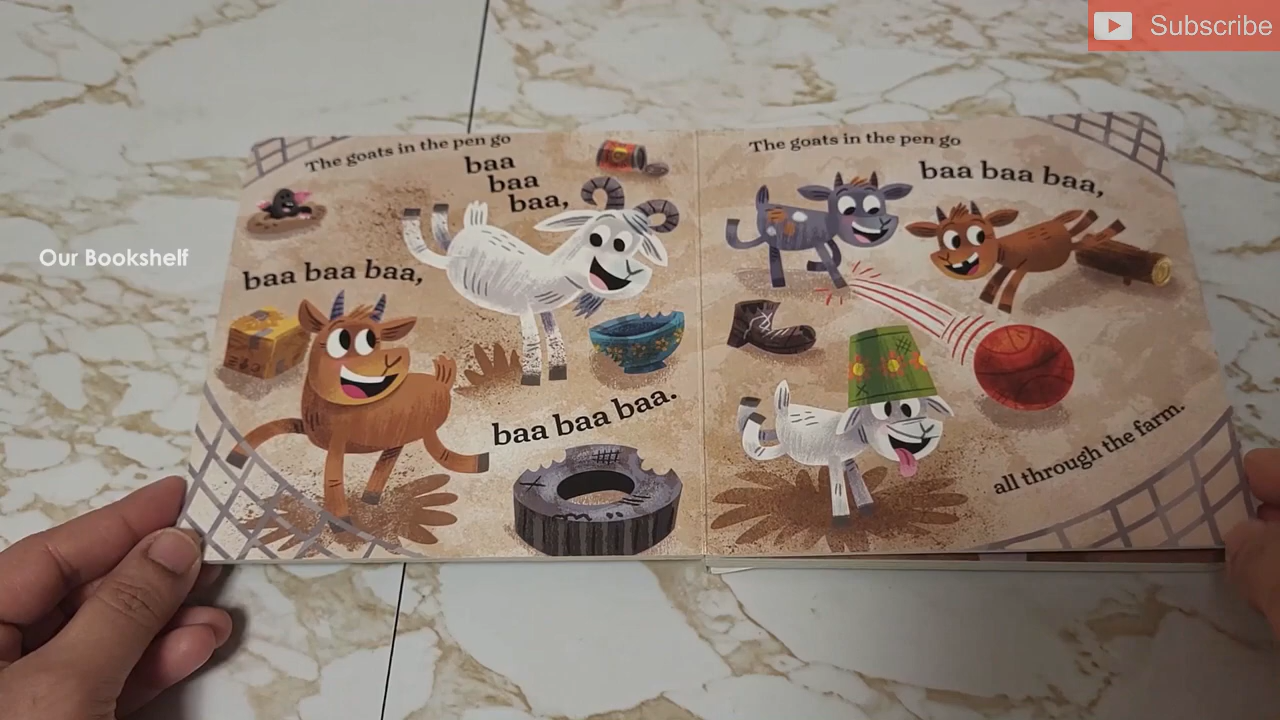 Subscribe
Our Bookshelf
The goats in the pen go
baa
baa
baa,
baa baa baa,
baa baa baa.
The goats in the pen go
baa baa baa,
all through the farm.